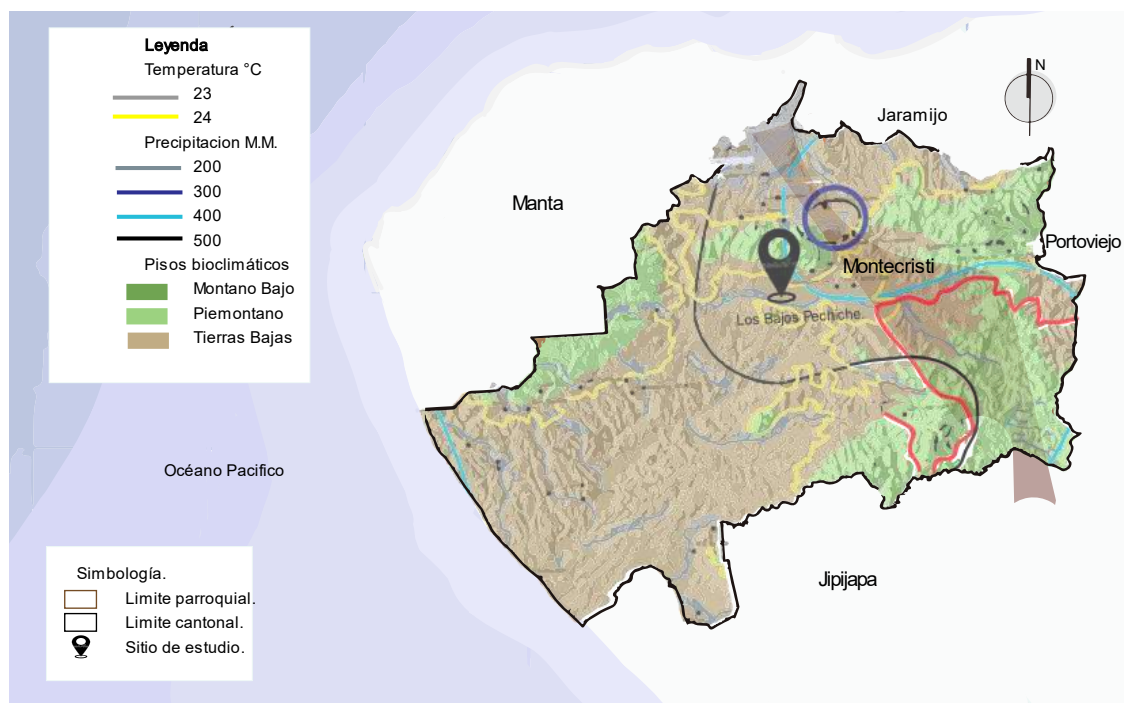 Leyenda
Temperatura °C
23
24
Precipitacion M.M.
200
300
400
500
Pisos bioclimáticos
Montano Bajo
Piemontano
Tierras Bajas
N
Jaramijo
Manta
Portoviejo
Montecristi
Los Bajos Pechiche.
Océano Pacifico
Jipijapa
Simbología.
Limite parroquial.
Limite cantonal.
Sitio de estudio.